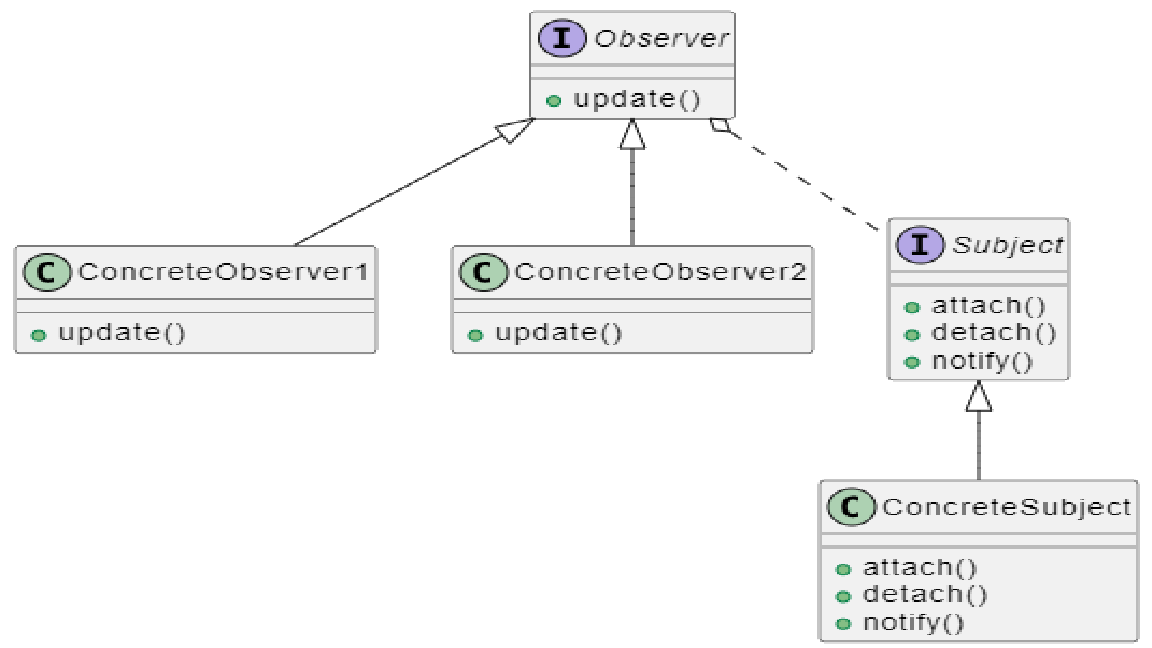 I Observer
update()
C ConcreteObserver1
update()
C ConcreteObserver2
update()
I Subject
attach()
detach()
notify()
C ConcreteSubject
attach()
detach()
notify()